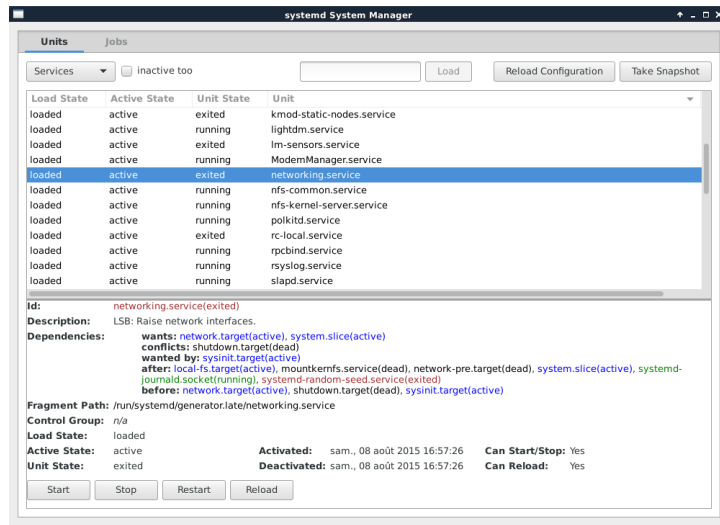 systemd System Manager
Units Jobs
Services inactive too Load Reload Configuration Take Snapshot
Load State Active State Unit State Unit
loaded active exited kmod-static-nodes.service
loaded active running lightdm.service
loaded active exited lm-sensors.service
loaded active running ModemManager.service
loaded active exited networking.service
loaded active running nfs-common.service
loaded active running nfs-kernel-server.service
loaded active running polkitd.service
loaded active exited rc-local.service
loaded active running rpcbind.service
loaded active running rsyslog.service
loaded active running slapd.service
Id: networking.service(exited)
Description: LSB: Raise network interfaces.
Dependencies: wants: network.target(active), system.slice(active)
conflicts: shutdown.target(dead)
wanted by: sysinit.target(active)
after: local-fs.target(active), mountkernfs.service(dead), network-pre.target(dead), system.slice(active), systemd-
journald.socket(running), systemd-random-seed.service(exited)
before: network.target(active), shutdown.target(dead), sysinit.target(active)
Fragment Path: /run/systemd/generator.late/networking.service
Control Group: n/a
Load State: loaded
Active State: active Activated: sam., 08 août 2015 16:57:26 Can Start/Stop: Yes
Unit State: exited Deactivated: sam., 08 août 2015 16:57:26 Can Reload: Yes
Start Stop Restart Reload